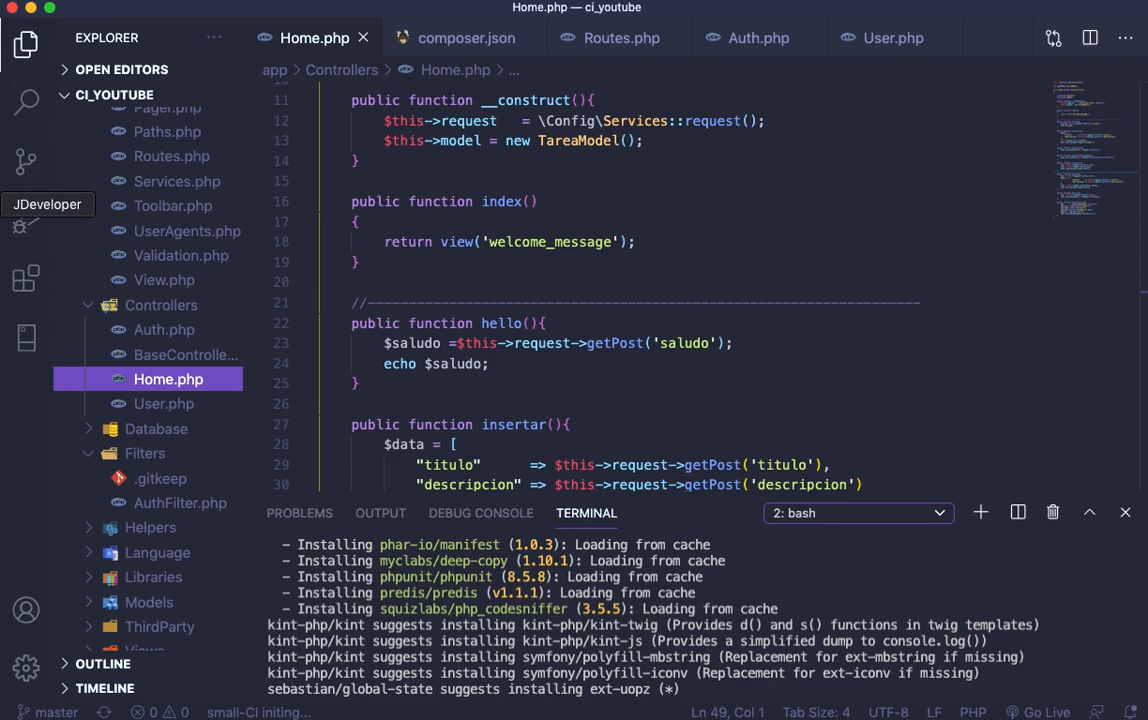 Home.php — ci_youtube
EXPLORER
Home.php
composer.json
Routes.php
Auth.php
User.php
OPEN EDITORS
app > Controllers > Home.php > ...
CI_YOUTUBE
Pager.php
Paths.php
Routes.php
Services.php
JDeveloper
Toolbar.php
UserAgents.php
Validation.php
View.php
Controllers
Auth.php
BaseControlle...
Home.php
User.php
Database
Filters
.gitkeep
AuthFilter.php
Helpers
Language
Libraries
Models
ThirdParty
Views
OUTLINE
TIMELINE
10
11 public function __construct(){
12 $this->request = \Config\Services::request();
13 $this->model = new TareaModel();
14 }
15
16 public function index()
17 {
18 return view('welcome_message');
19 }
20
21 //--------------------------------------------------------------------
22 public function hello(){
23 $saludo =$this->request->getPost('saludo');
24 echo $saludo;
25 }
26
27 public function insertar(){
28 $data = [
29 "titulo" => $this->request->getPost('titulo'),
30 "descripcion" => $this->request->getPost('descripcion')
PROBLEMS OUTPUT DEBUG CONSOLE TERMINAL 2: bash
- Installing phar-io/manifest (1.0.3): Loading from cache
- Installing myclabs/deep-copy (1.10.1): Loading from cache
- Installing phpunit/phpunit (8.5.8): Loading from cache
- Installing predis/predis (v1.1.1): Loading from cache
- Installing squizlabs/php_codesniffer (3.5.5): Loading from cache
kint-php/kint suggests installing kint-php/kint-twig (Provides d() and s() functions in twig templates)
kint-php/kint suggests installing kint-php/kint-js (Provides a simplified dump to console.log())
kint-php/kint suggests installing symfony/polyfill-mbstring (Replacement for ext-mbstring if missing)
kint-php/kint suggests installing symfony/polyfill-iconv (Replacement for ext-iconv if missing)
sebastian/global-state suggests installing ext-uopz (*)
master 0 0 small-CI initing... Ln 49, Col 1 Tab Size: 4 UTF-8 LF PHP Go Live